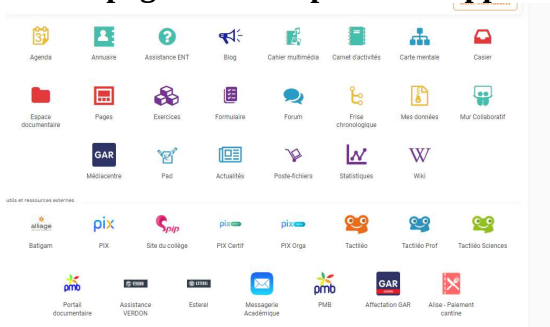 Agenda Annuaire Assistance ENT Blog Cahier multimédia Carnet d'activités Carte mentale Casier
Espace documentaire Pages Exercices Formulaire Forum Frise chronologique Mes données Mur Collaboratif
GAR
Médiacentre Pad Actualités Poste-fichiers Statistiques Wiki
utils et ressources externes
alliage pix Spip pix pix
Batigam PIX Site du collège PIX Certif PIX Orga Tactiléo Tactiléo Prof Tactiléo Sciences
pmb VERDON ESTEREL pmb GAR
Portail documentaire Assistance VERDON Esterel Messagerie Académique PMB Affectation GAR Alise - Paiement cantine